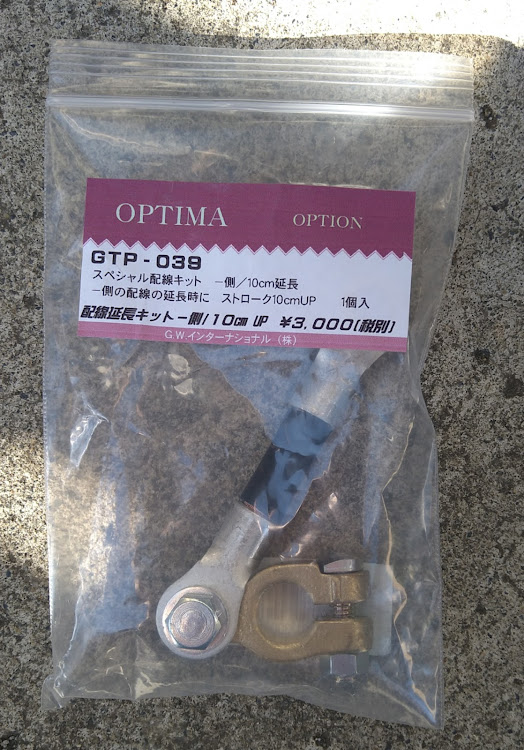 OPTIMA OPTION
GTP-039
スペシャル配線キット －側／10cm延長
－側の配線の延長時に ストローク10cmUP 1個入
配線延長キット－側/10cm UP ¥3,000(税別)
GWインターナショナル（株）